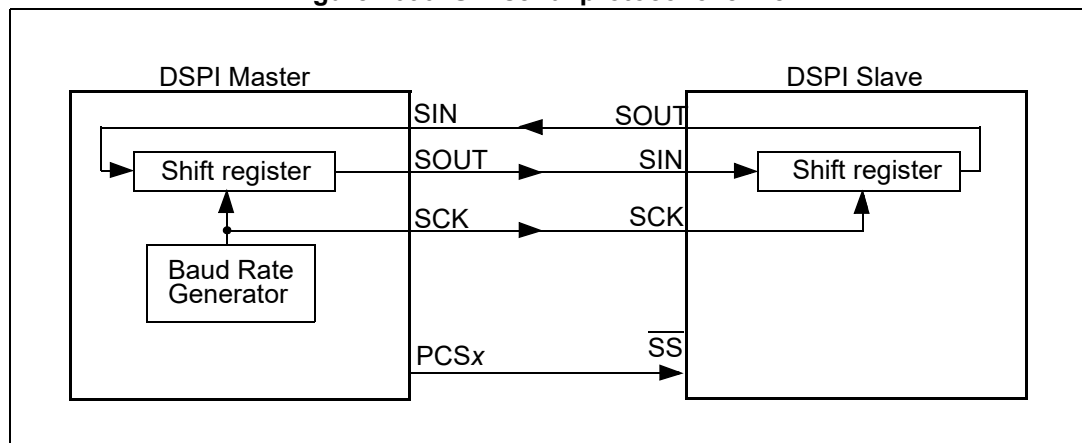 DSPI Master DSPI Slave
SIN SOUT
Shift register SOUT SIN Shift register
SCK SCK
Baud Rate
Generator
PCSx SS